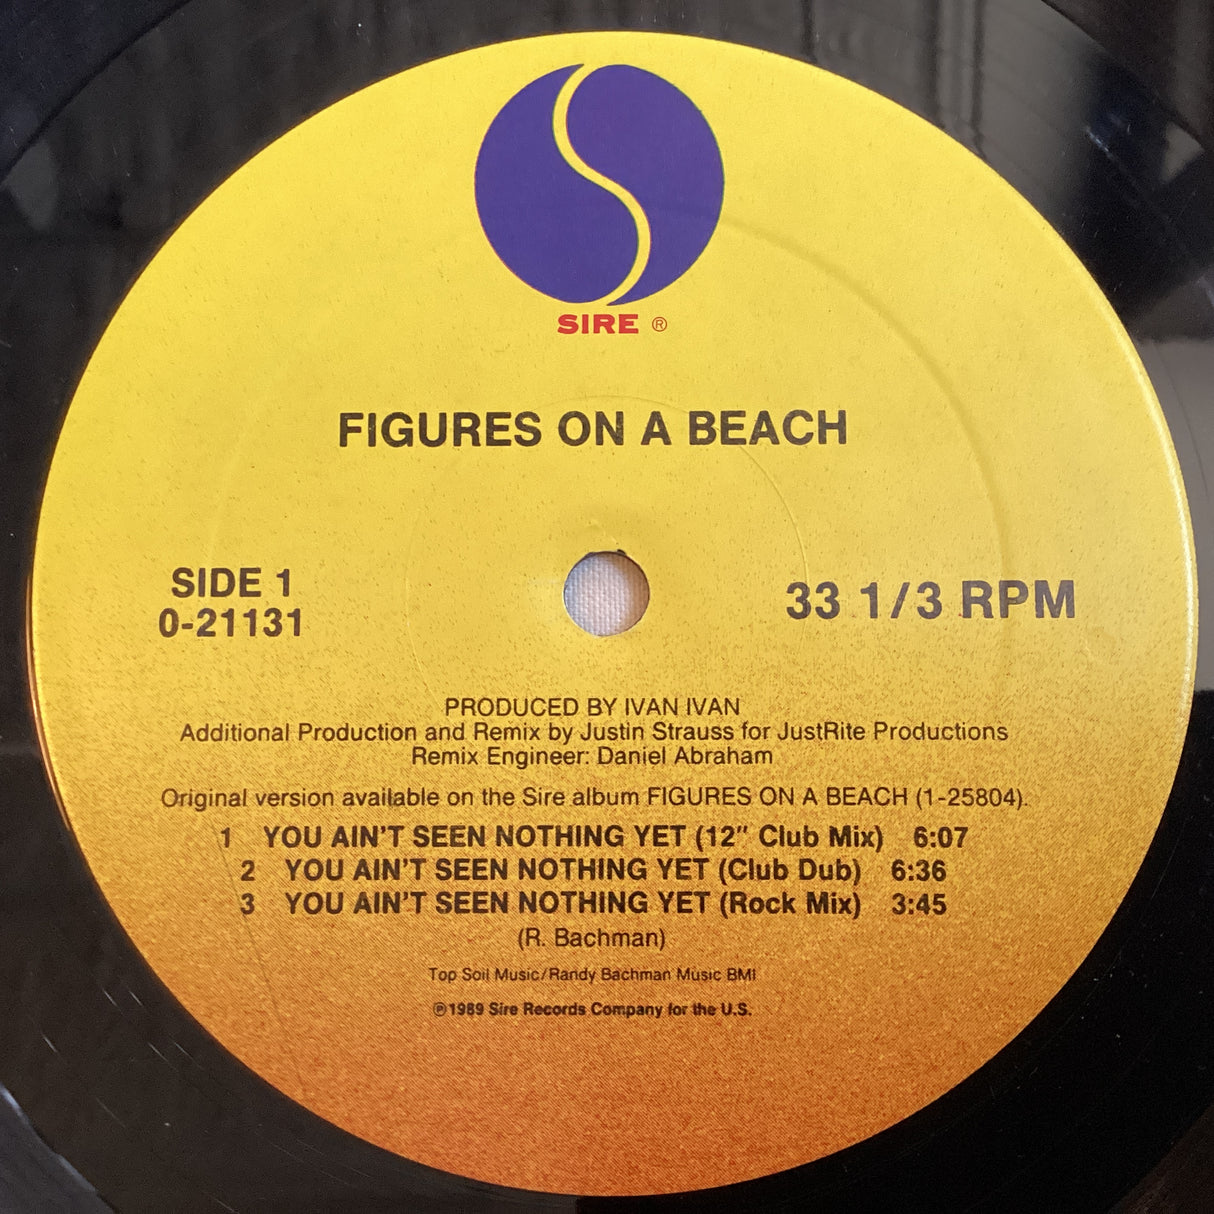 SIRE ®
FIGURES ON A BEACH
SIDE 1
0-21131
33 1/3 RPM
PRODUCED BY IVAN IVAN
Additional Production and Remix by Justin Strauss for JustRite Productions
Remix Engineer: Daniel Abraham
Original version available on the Sire album FIGURES ON A BEACH (1-25804).
1 YOU AIN'T SEEN NOTHING YET (12" Club Mix) 6:07
2 YOU AIN'T SEEN NOTHING YET (Club Dub) 6:36
3 YOU AIN'T SEEN NOTHING YET (Rock Mix) 3:45
(R. Bachman)
Top Soil Music/Randy Bachman Music BMI
℗1989 Sire Records Company for the U.S.